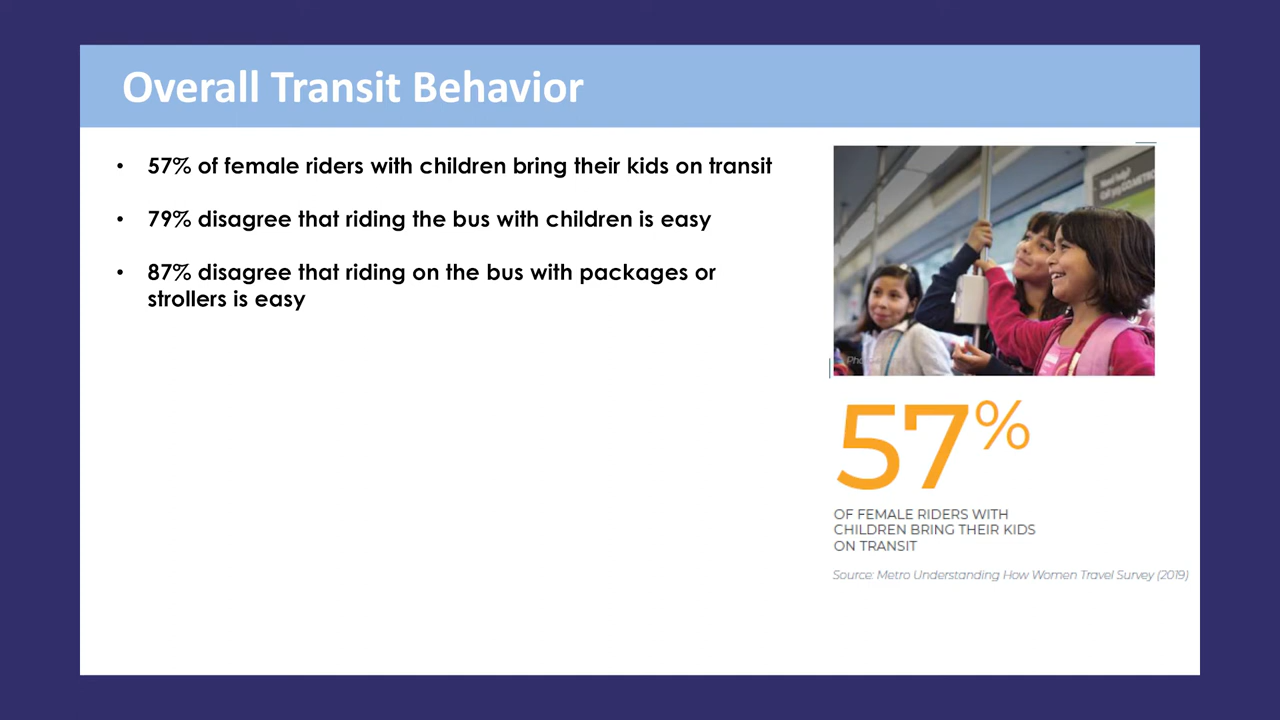 Overall Transit Behavior
• 57% of female riders with children bring their kids on transit
• 79% disagree that riding the bus with children is easy
• 87% disagree that riding on the bus with packages or
strollers is easy
Need help?
57%
OF FEMALE RIDERS WITH
CHILDREN BRING THEIR KIDS
ON TRANSIT
Source: Metro Understanding How Women Travel Survey (2019)